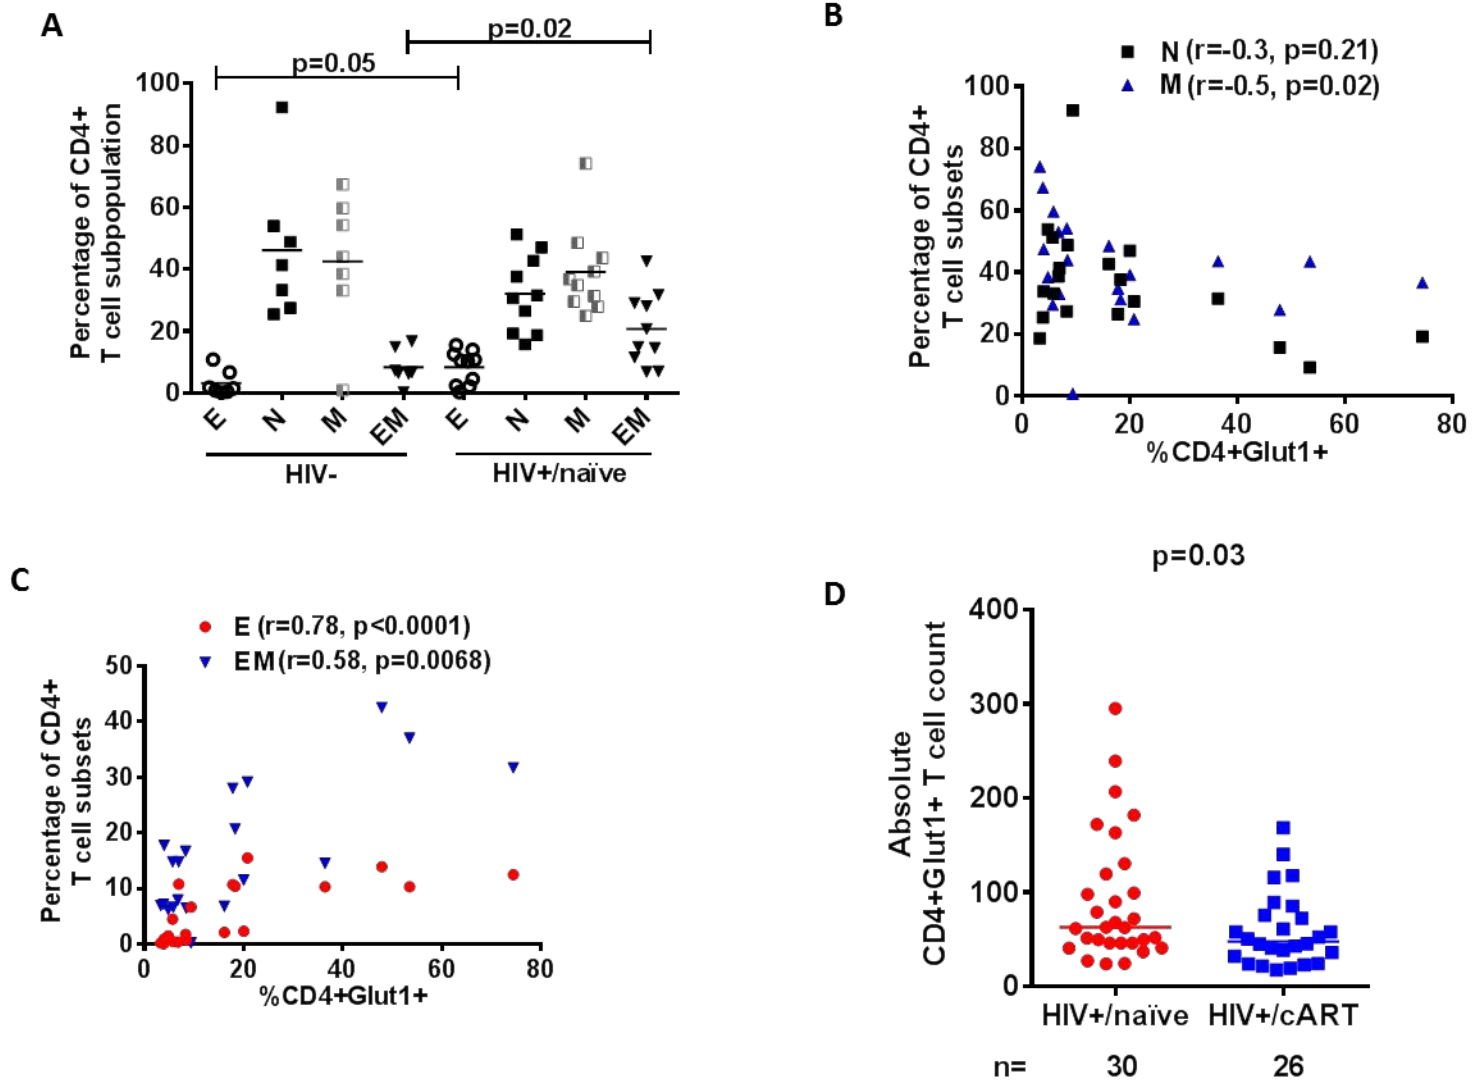 A
p=0.02
p=0.05
Percentage of CD4+
T cell subpopulation
100
80
60
40
20
0
E N M EM E N M EM
HIV- HIV+/naïve
B
N (r=-0.3, p=0.21)
M (r=-0.5, p=0.02)
Percentage of CD4+
T cell subsets
100
80
60
40
20
0
0 20 40 60 80
%CD4+Glut1+
C
E (r=0.78, p<0.0001)
EM (r=0.58, p=0.0068)
Percentage of CD4+
T cell subsets
50
40
30
20
10
0
0 20 40 60 80
%CD4+Glut1+
p=0.03
D
Absolute
CD4+Glut1+ T cell count
400
300
200
100
0
HIV+/naïve HIV+/cART
n= 30 26